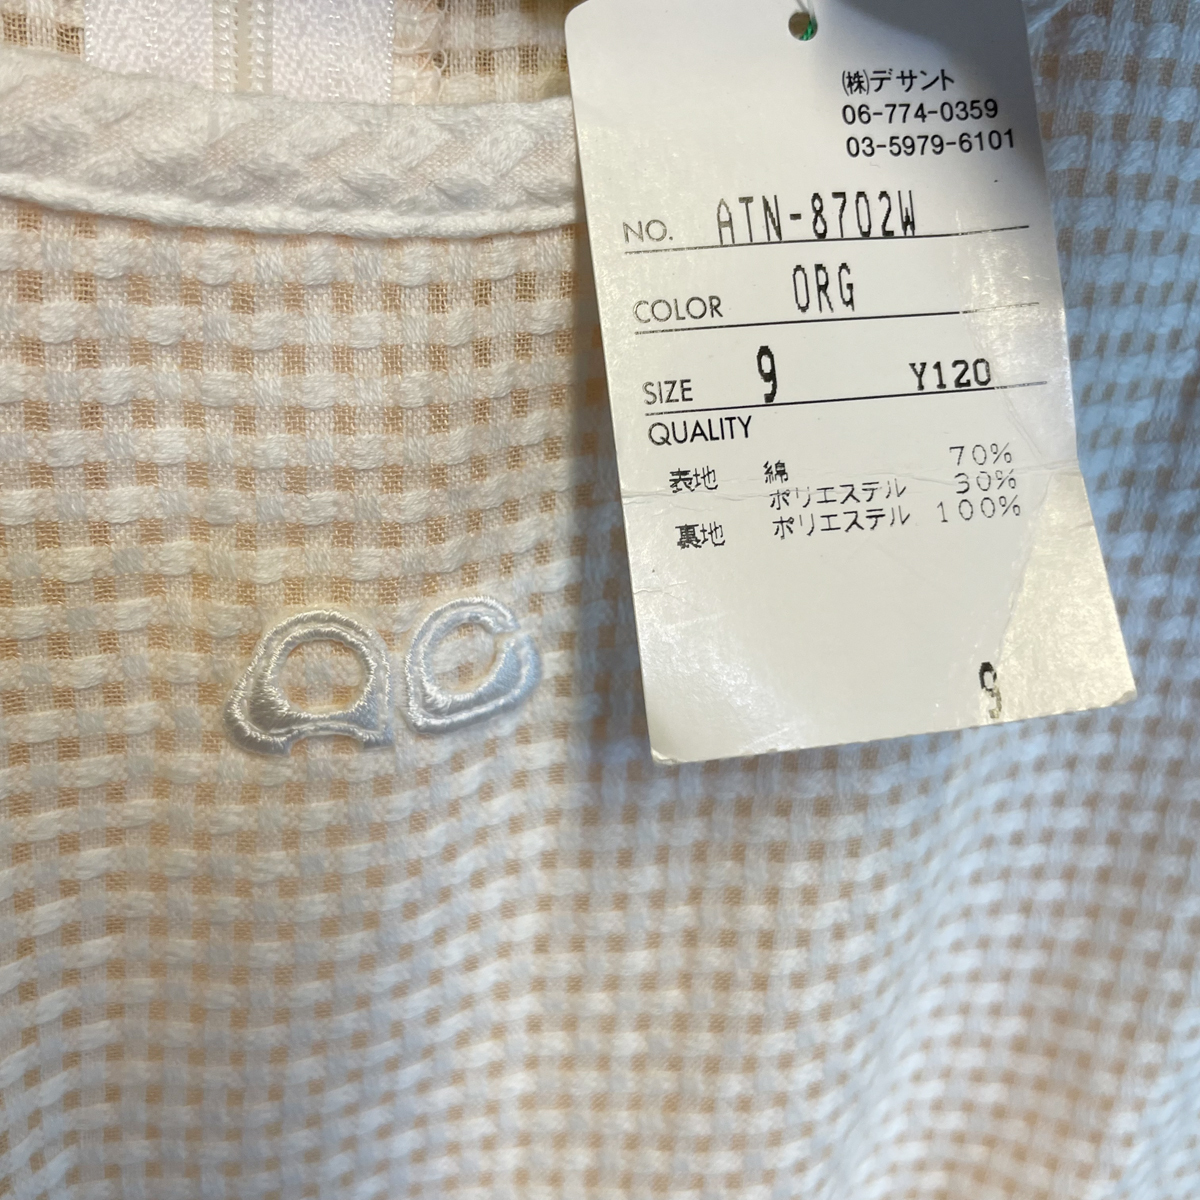 ㈱デサント
06-774-0359
03-5979-6101
NO. ATN-8702W
COLOR ORG
SIZE 9 Y120
QUALITY
表地 綿 70%
ポリエステル 30%
裏地 ポリエステル 100%
9